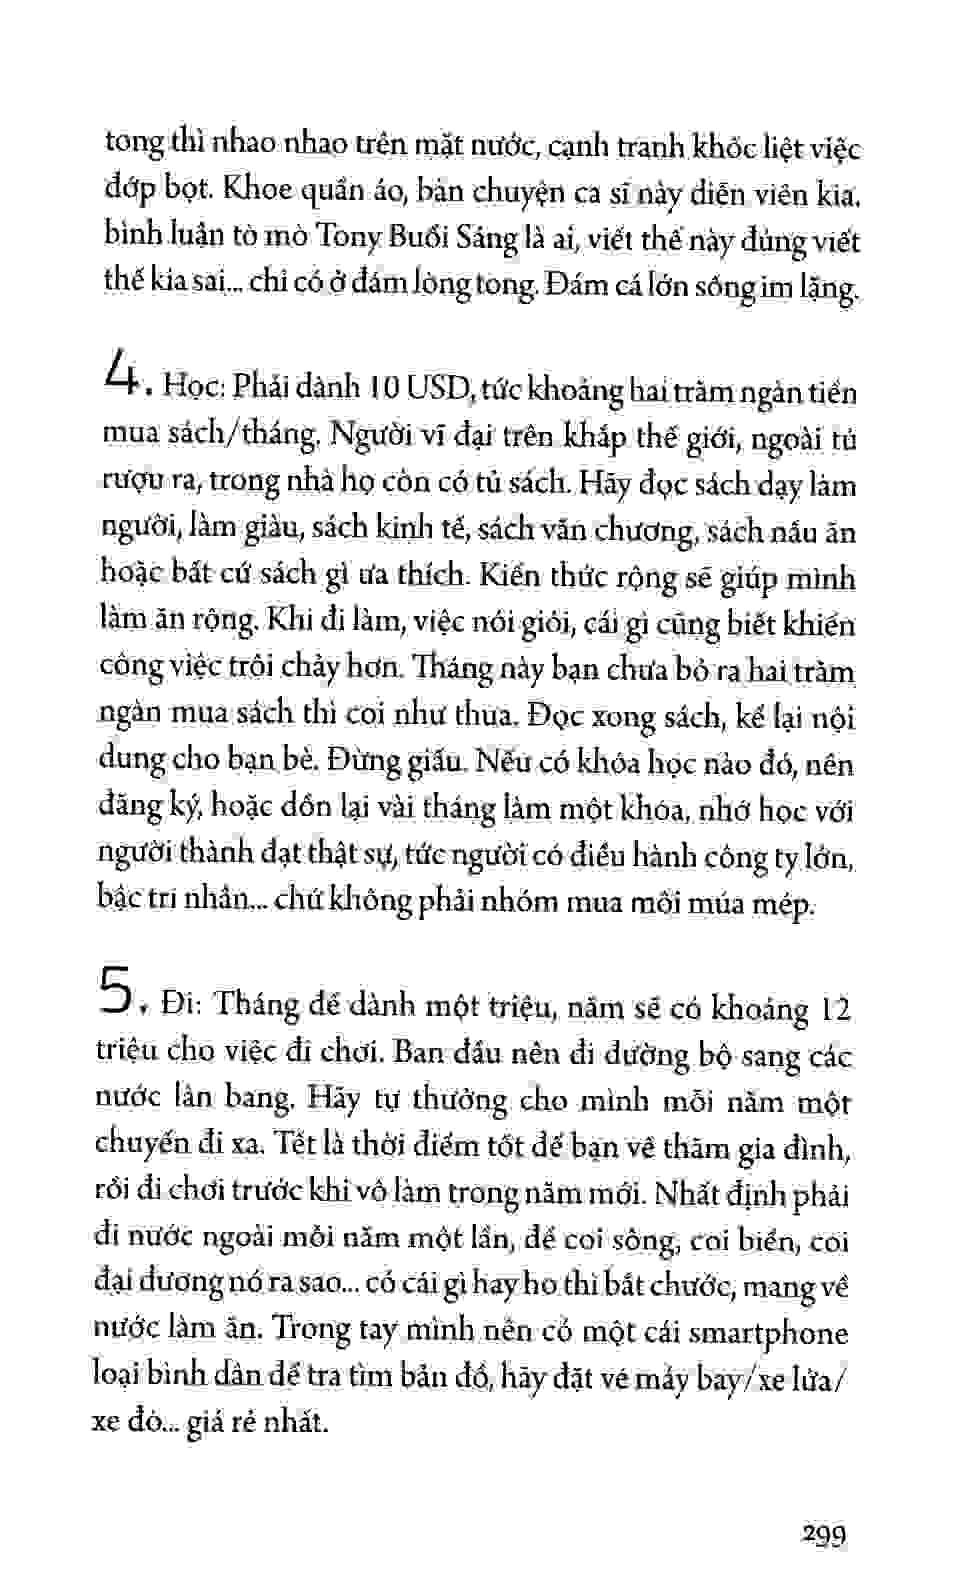 tong thì nhao nhao trên mặt nước, cạnh tranh khốc liệt việc
đớp bọt. Khoe quần áo, bàn chuyện ca sĩ này diễn viên kia,
bình luận tò mò Tony Buổi Sáng là ai, viết thế này đúng viết
thế kia sai... chỉ có ở đám lòng tong. Đám cá lớn sống im lặng.
4. Học: Phải dành 10 USD, tức khoảng hai trăm ngàn tiền
mua sách/tháng. Người vĩ đại trên khắp thế giới, ngoài tủ
rượu ra, trong nhà họ còn có tủ sách. Hãy đọc sách dạy làm
người, làm giàu, sách kinh tế, sách văn chương, sách nấu ăn
hoặc bất cứ sách gì ưa thích. Kiến thức rộng sẽ giúp mình
làm ăn rộng. Khi đi làm, việc nói giỏi, cái gì cũng biết khiến
công việc trôi chảy hơn. Tháng này bạn chưa bỏ ra hai trăm
ngàn mua sách thì coi như thua. Đọc xong sách, kể lại nội
dung cho bạn bè. Đừng giấu. Nếu có khóa học nào đó, nên
đăng ký, hoặc dồn lại vài tháng làm một khóa, nhớ học với
người thành đạt thật sự, tức người có điều hành công ty lớn,
bậc trí nhân... chứ không phải nhóm mua môi múa mép.
5. Đi: Tháng để dành một triệu, năm sẽ có khoảng 12
triệu cho việc đi chơi. Ban đầu nên đi đường bộ sang các
nước lân bang. Hãy tự thưởng cho mình mỗi năm một
chuyến đi xa. Tết là thời điểm tốt để bạn về thăm gia đình,
rồi đi chơi trước khi vô làm trong năm mới. Nhất định phải
đi nước ngoài mỗi năm một lần, để coi sông, coi biển, coi
đại dương nó ra sao... có cái gì hay ho thì bắt chước, mang về
nước làm ăn. Trong tay mình nên có một cái smartphone
loại bình dân để tra tìm bản đồ, hãy đặt vé máy bay/xe lửa/
xe đò... giá rẻ nhất.
299